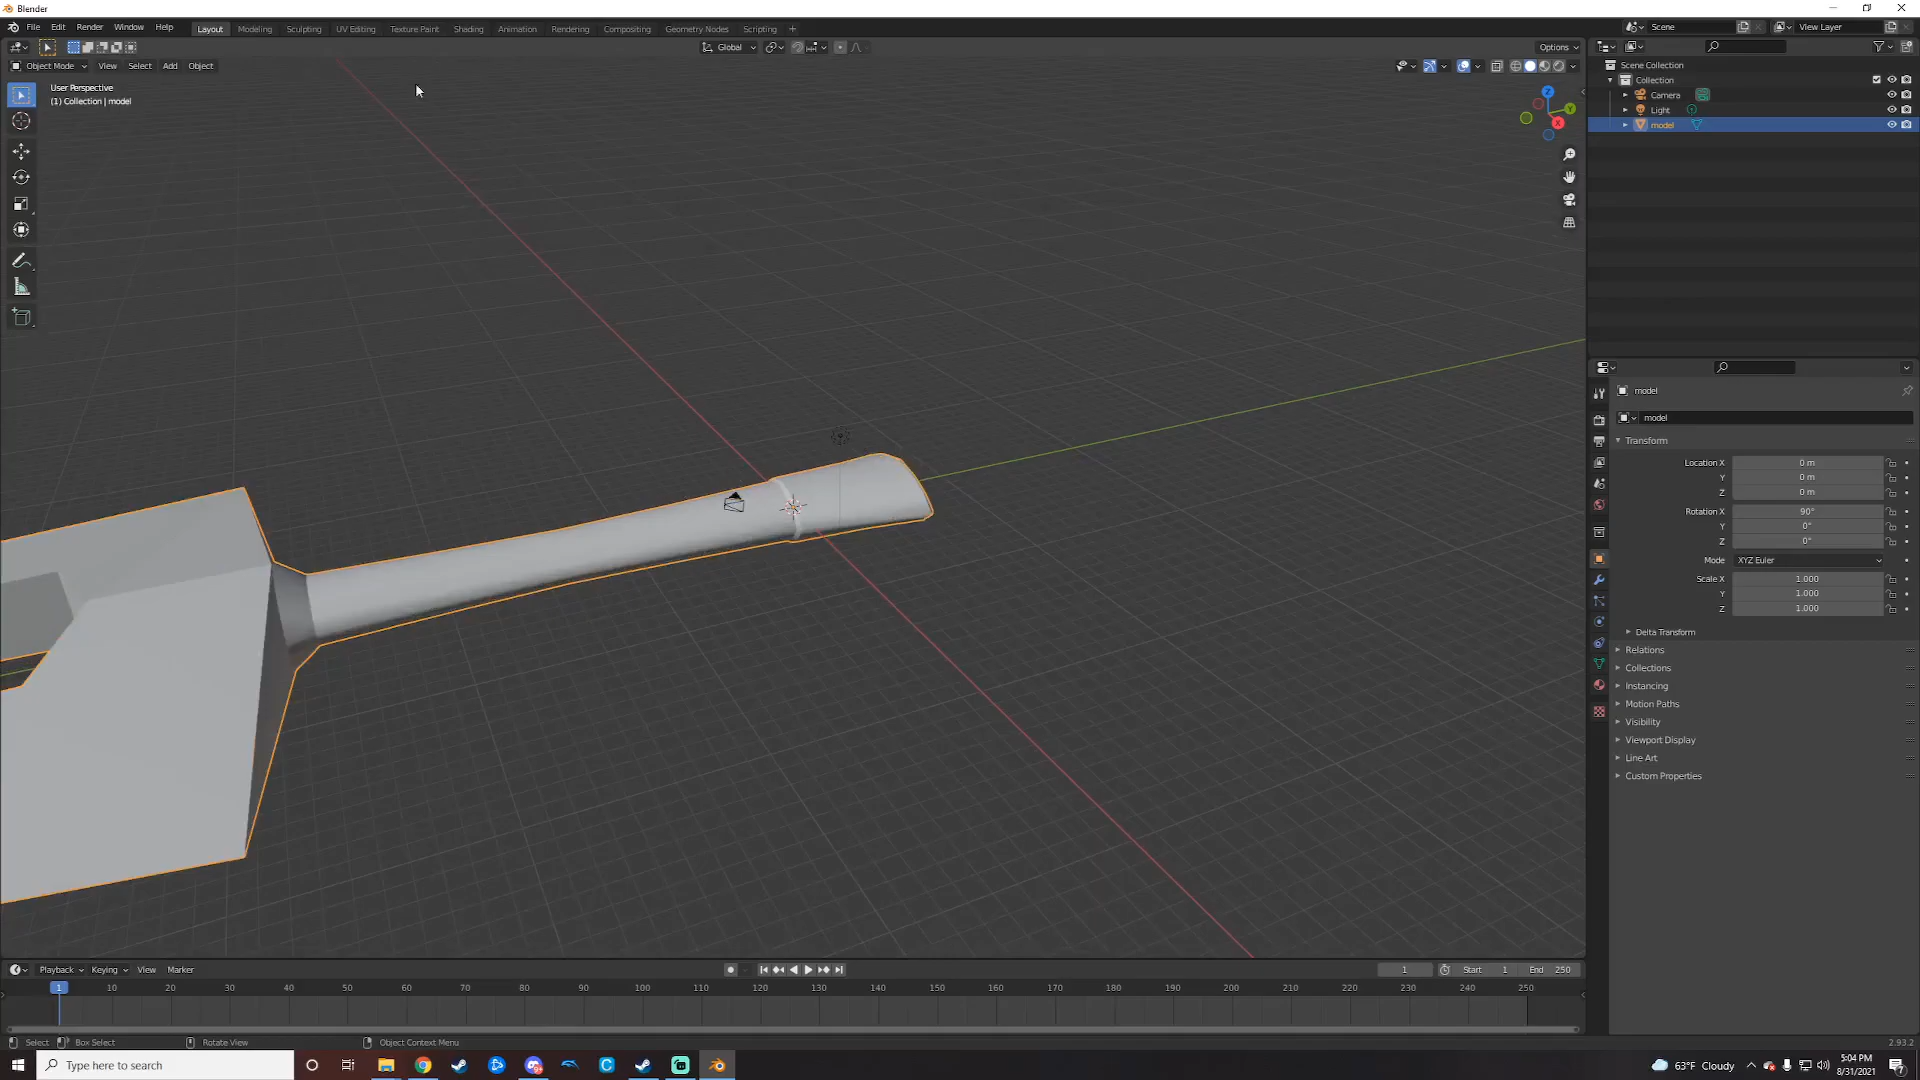 Blender
File Edit Render Window Help Layout Modeling Sculpting UV Editing Texture Paint Shading Animation Rendering Compositing Geometry Nodes Scripting + Scene View Layer
Global Options
Object Mode View Select Add Object
User Perspective
(1) Collection | model
Z
Y
X
Scene Collection
Collection
Camera
Light
model
model
model
Transform
Location X 0 m
Y 0 m
Z 0 m
Rotation X 90°
Y 0°
Z 0°
Mode XYZ Euler
Scale X 1.000
Y 1.000
Z 1.000
Delta Transform
Relations
Collections
Instancing
Motion Paths
Visibility
Viewport Display
Line Art
Custom Properties
Playback Keying View Marker 1 Start 1 End 250
1 10 20 30 40 50 60 70 80 90 100 110 120 130 140 150 160 170 180 190 200 210 220 230 240 250
Select Box Select Rotate View Object Context Menu 2.93.2
Type here to search 63°F Cloudy 5:04 PM
8/31/2021